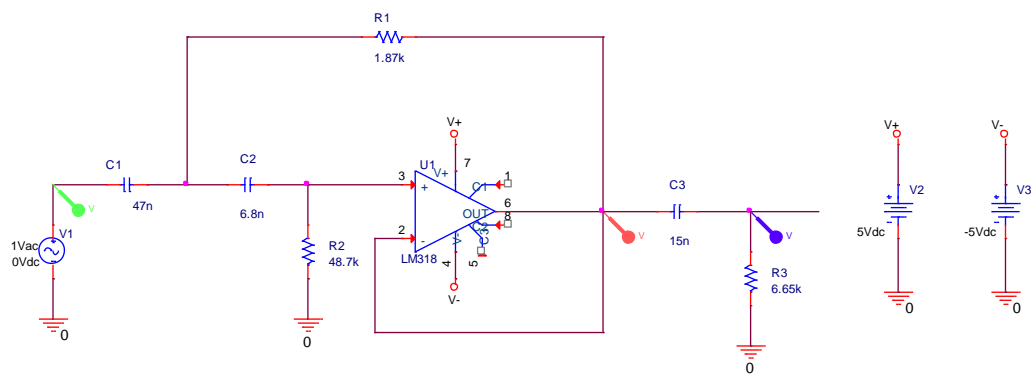 R1
1.87k
V+
V+
V-
C1
C2
U1
7
V+
C1
1
C3
V2
V3
3
+
6
47n
6.8n
OUT
8
V
V1
2
-
V-
C3
15n
V
V
5Vdc
-5Vdc
1Vac
0Vdc
R2
48.7k
LM318
4
5
R3
6.65k
V-
0
0
0
0
0